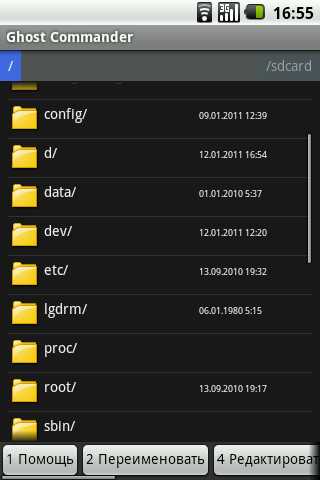 3G 16:55
Ghost Commander
/ /sdcard
config/ 09.01.2011 12:39
d/ 12.01.2011 16:54
data/ 01.01.2010 5:37
dev/ 12.01.2011 12:20
etc/ 13.09.2010 19:32
lgdrm/ 06.01.1980 5:15
proc/
root/ 13.09.2010 19:17
sbin/
1 Помощь 2 Переименовать 4 Редактироват